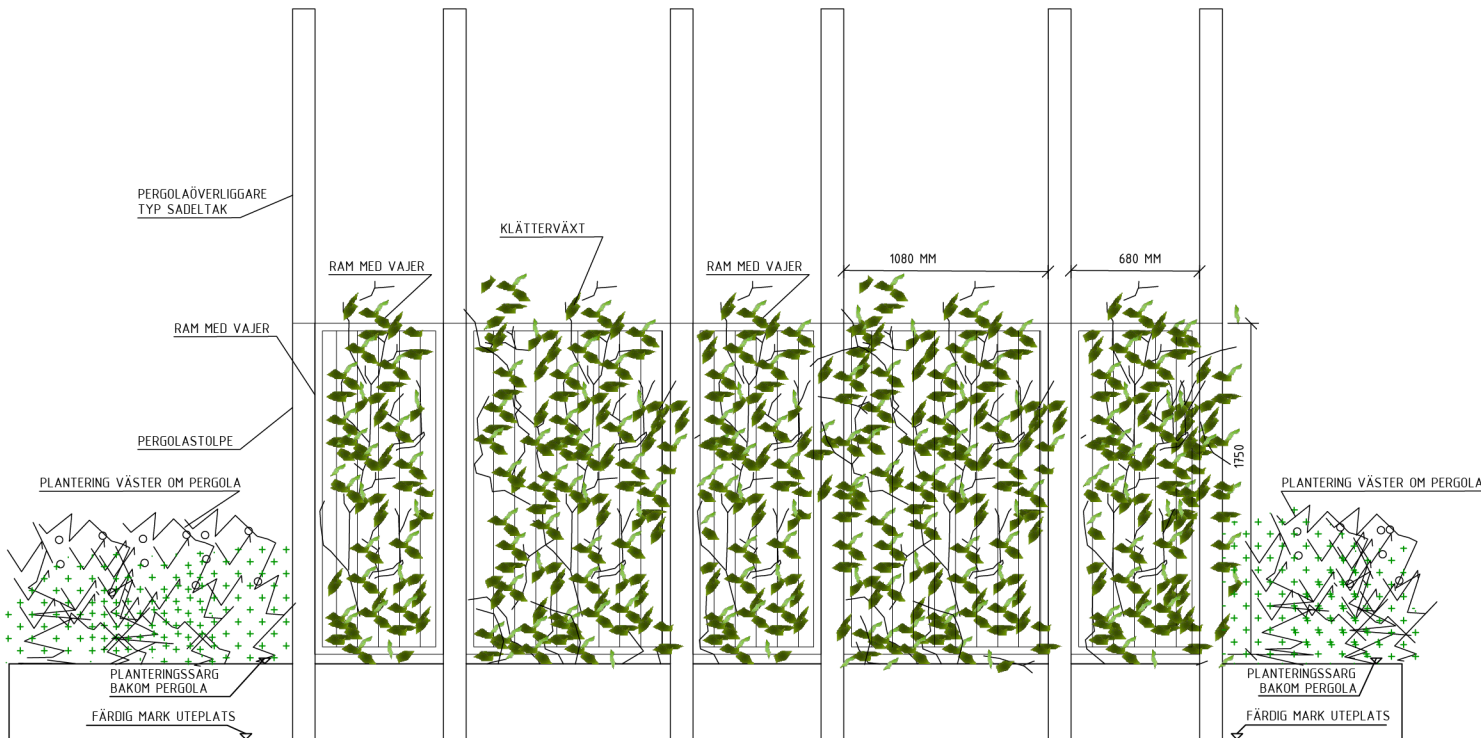 PERGOLAÖVERLIGGARE
TYP SADELTAK
KLÄTTERVÄXT
RAM MED VAJER
RAM MED VAJER
1080 MM
680 MM
RAM MED VAJER
PERGOLASTOLPE
1750
PLANTERING VÄSTER OM PERGOLA
PLANTERING VÄSTER OM PERGOLA
PLANTERINGSSARG
BAKOM PERGOLA
PLANTERINGSSARG
BAKOM PERGOLA
FÄRDIG MARK UTEPLATS
FÄRDIG MARK UTEPLATS